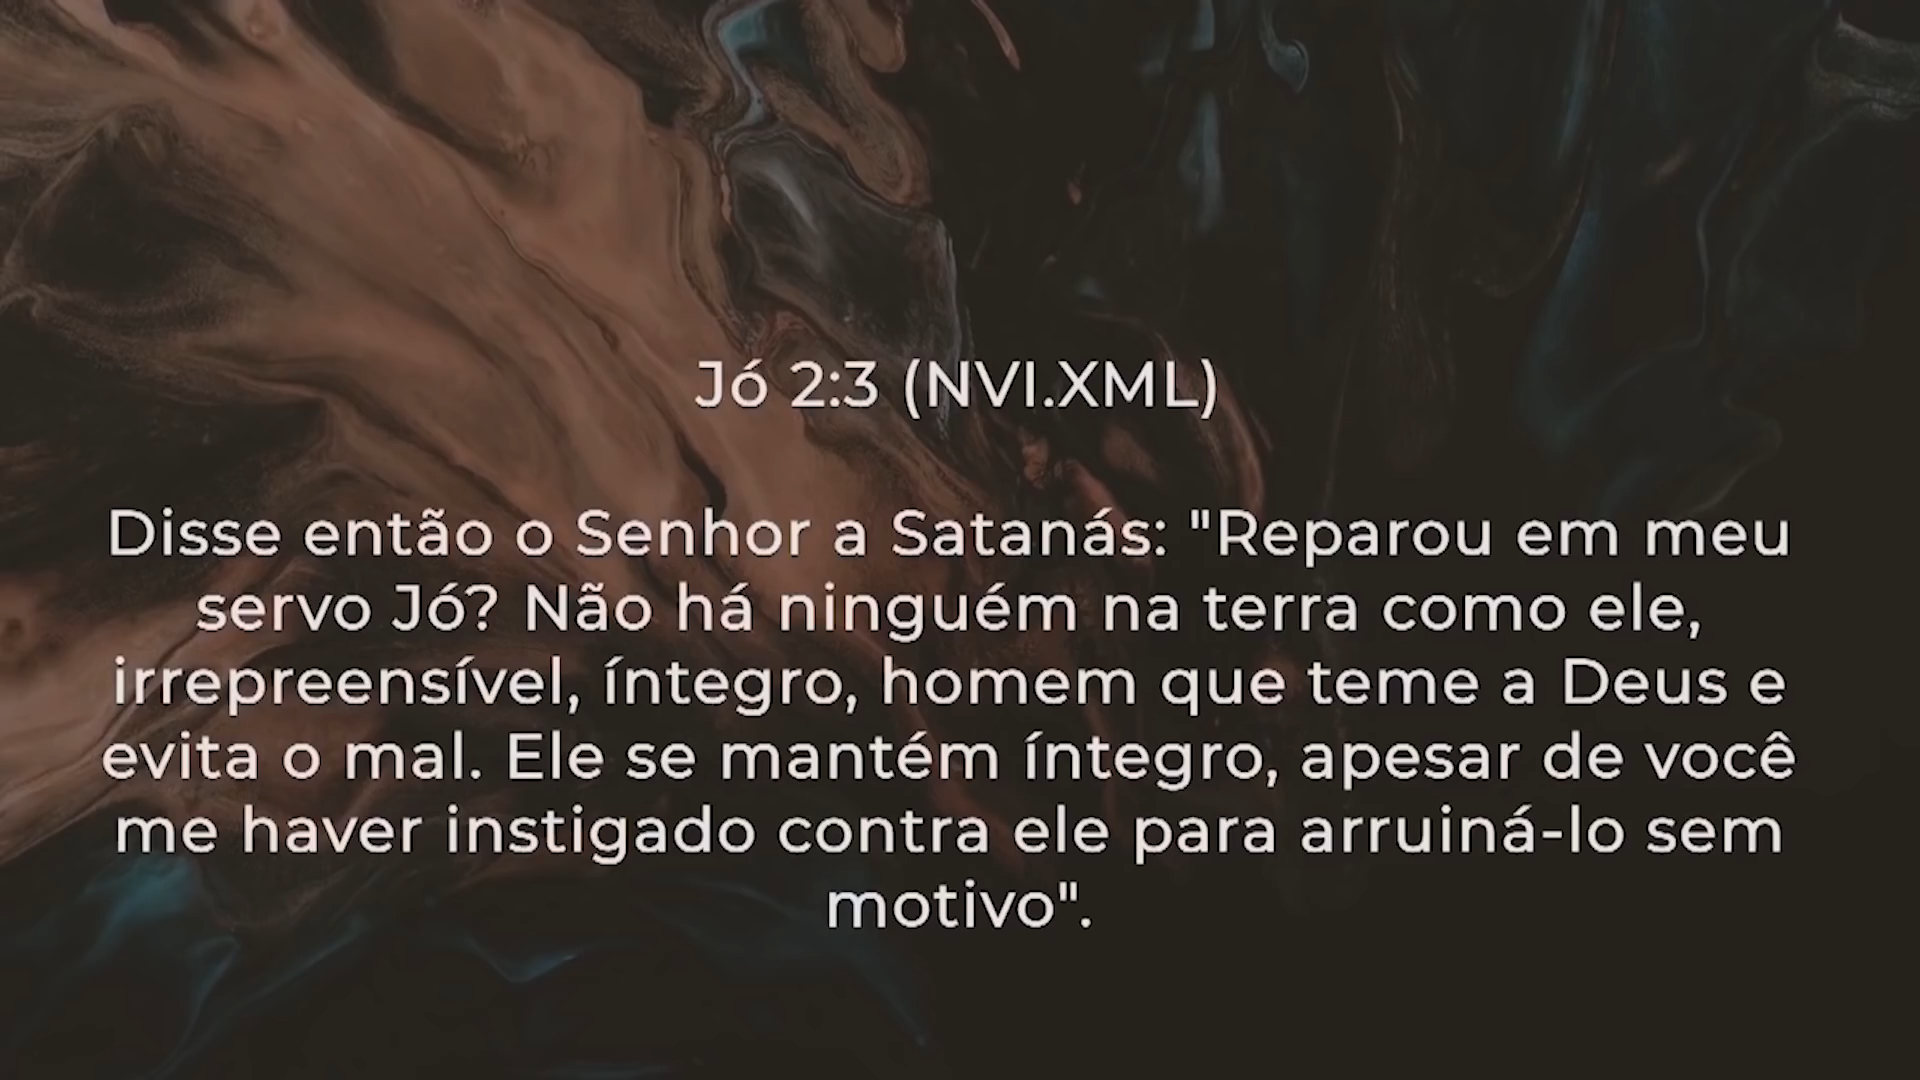 Jó 2:3 (NVI.XML)
Disse então o Senhor a Satanás: "Reparou em meu
servo Jó? Não há ninguém na terra como ele,
irrepreensível, íntegro, homem que teme a Deus e
evita o mal. Ele se mantém íntegro, apesar de você
me haver instigado contra ele para arruiná-lo sem
motivo".